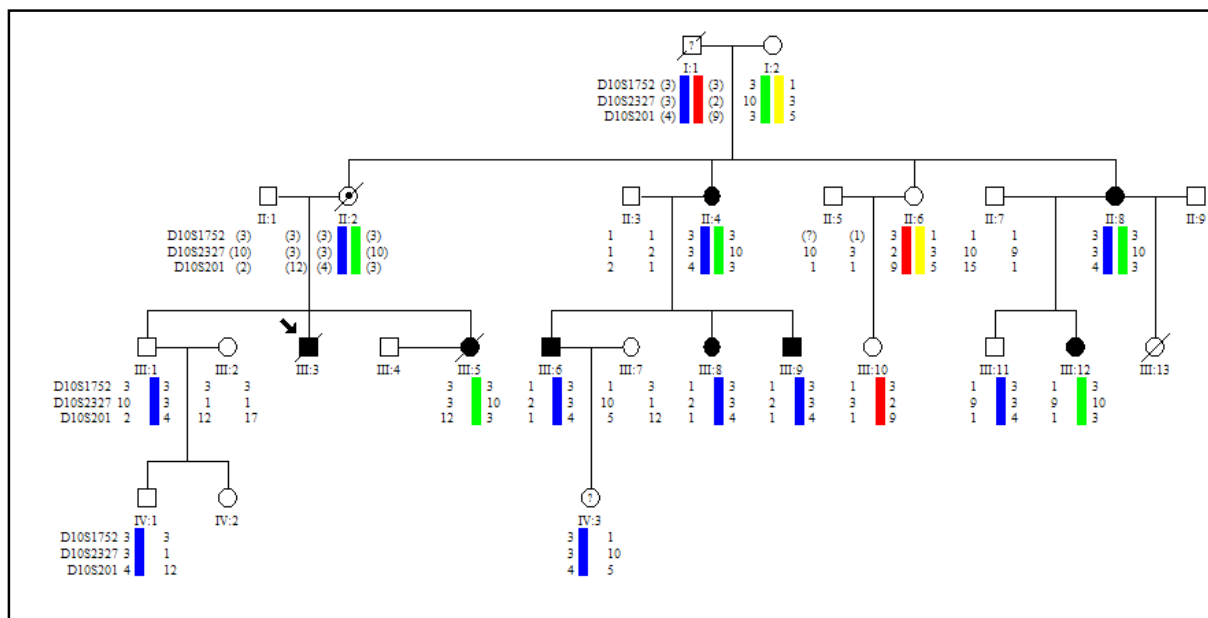 ?
I:1 I:2
D10S1752 (3) (3) 3 1
D10S2327 (3) (2) 10 3
D10S201 (4) (9) 3 5
II:1 II:2 II:3 II:4 II:5 II:6 II:7 II:8 II:9
D10S1752 (3) (3) (3) (3) 1 1 3 3 (?) (1) 3 1 1 1 3 3
D10S2327 (10) (3) (3) (10) 1 2 3 10 10 3 2 3 10 9 3 10
D10S201 (2) (12) (4) (3) 2 1 4 3 1 1 9 5 15 1 4 3
III:1 III:2 III:3 III:4 III:5 III:6 III:7 III:8 III:9 III:10 III:11 III:12 III:13
D10S1752 3 3 3 3 3 3 1 3 1 3 1 3 1 3 1 3 1 3 1 3
D10S2327 10 3 1 1 3 10 2 3 10 1 2 3 2 3 3 2 9 3 9 10
D10S201 2 4 12 17 12 3 1 4 5 12 1 4 1 4 1 9 1 4 1 3
?
IV:1 IV:2 IV:3
D10S1752 3 3 3 1
D10S2327 3 1 3 10
D10S201 4 12 4 5